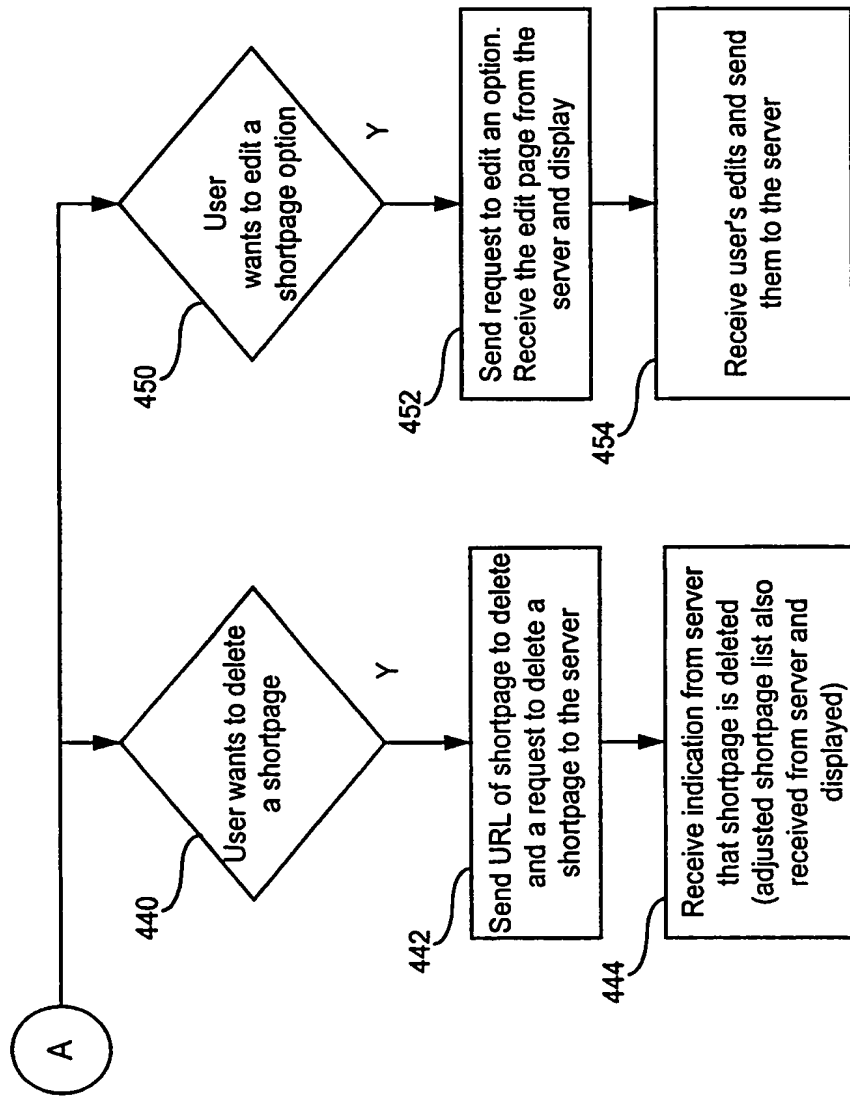 A
440
User wants to delete
a shortpage
Y
442
Send URL of shortpage to delete
and a request to delete a
shortpage to the server
444
Receive indication from server
that shortpage is deleted
(adjusted shortpage list also
received from server and
displayed)
450
User
wants to edit a
shortpage option
Y
452
Send request to edit an option.
Receive the edit page from the
server and display
454
Receive user's edits and send
them to the server